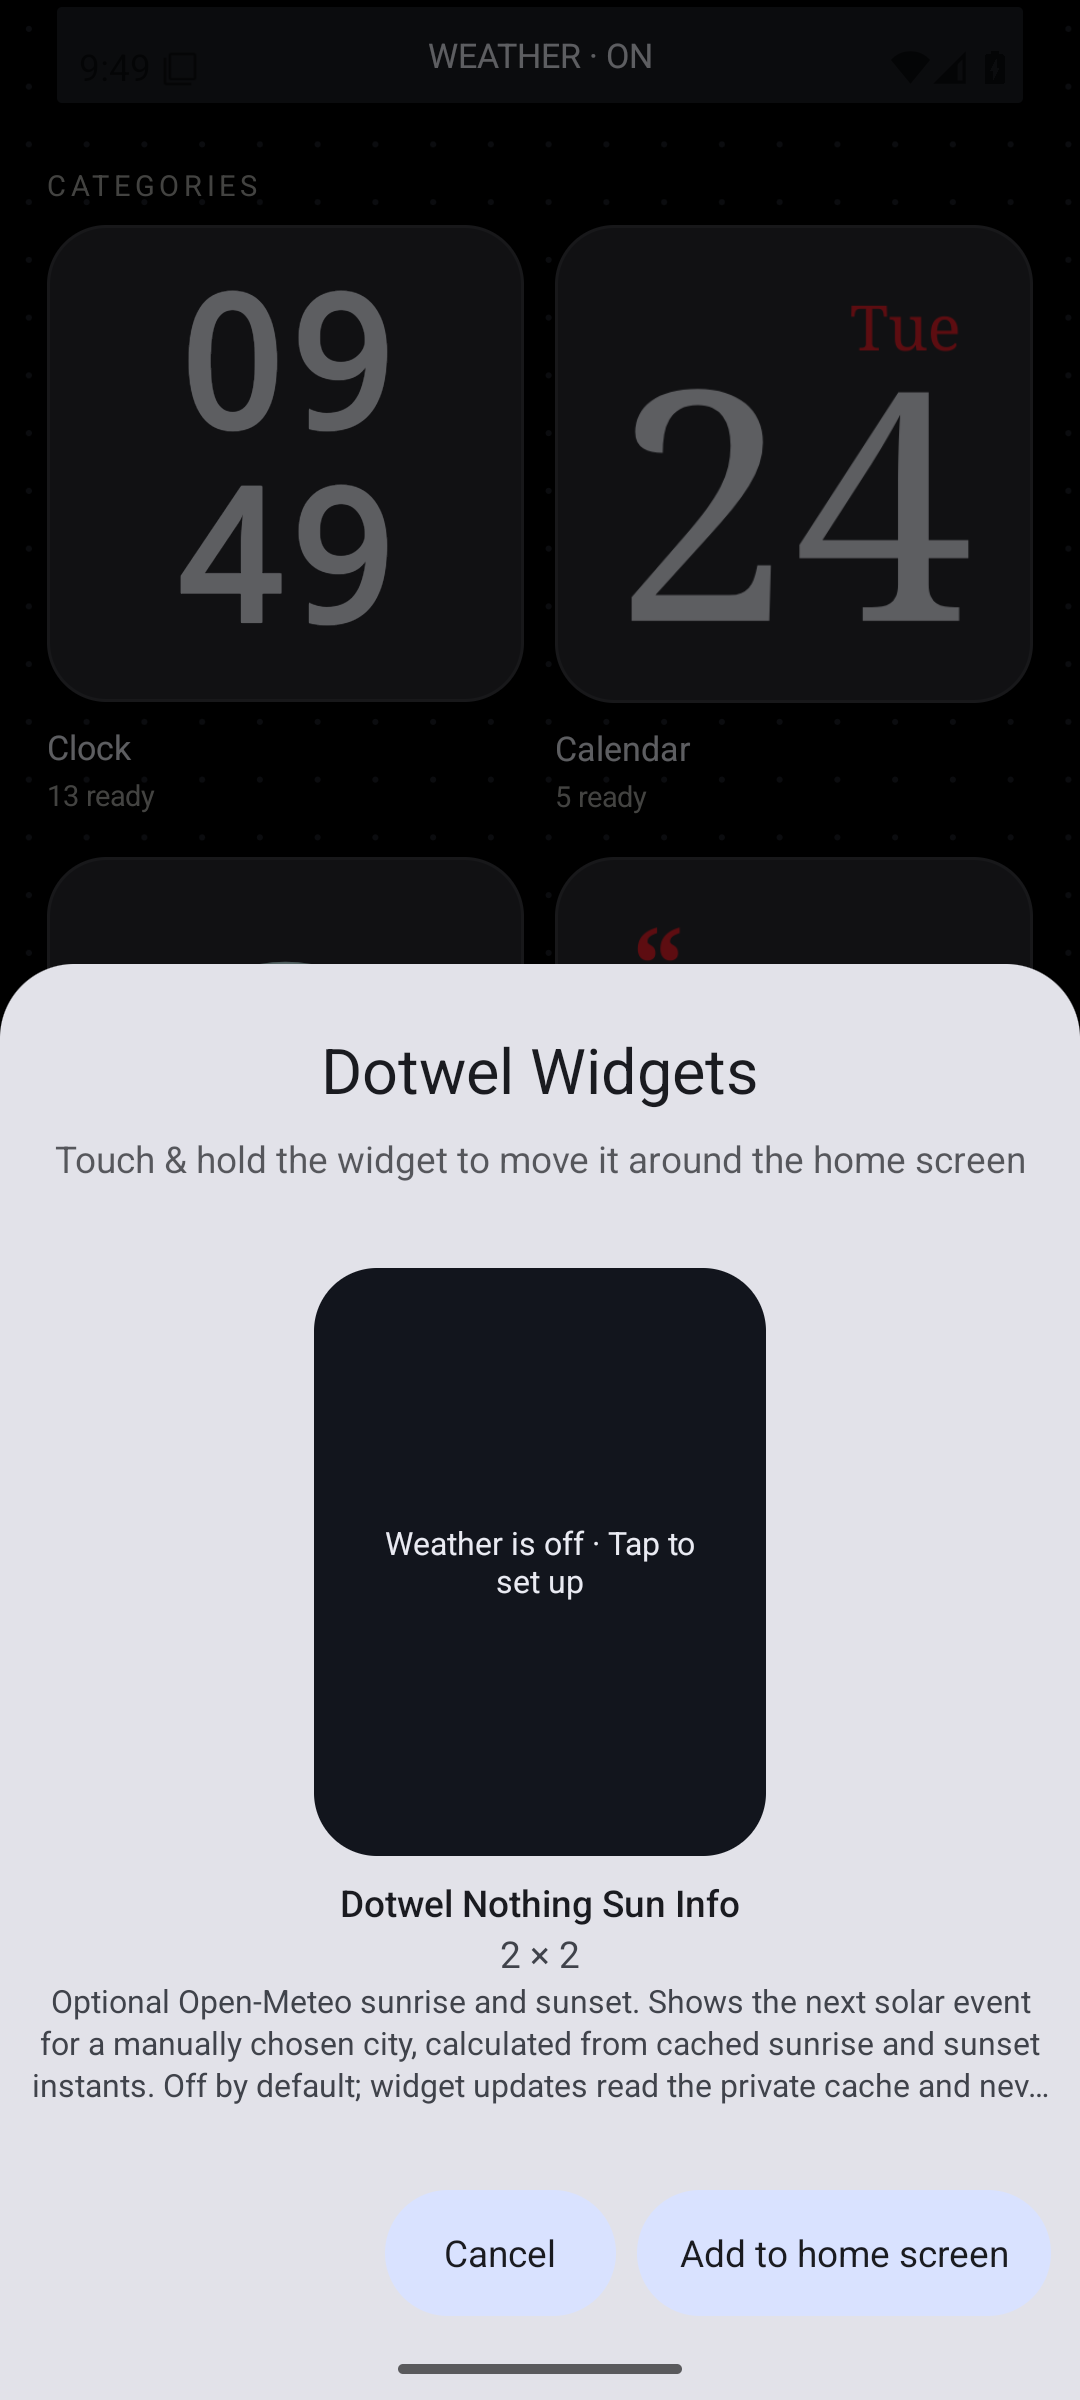 9:49
WEATHER · ON
CATEGORIES
09
49
Tue
24
Clock
13 ready
Calendar
5 ready
“
Dotwel Widgets
Touch & hold the widget to move it around the home screen
Weather is off · Tap to
set up
Dotwel Nothing Sun Info
2 × 2
Optional Open-Meteo sunrise and sunset. Shows the next solar event
for a manually chosen city, calculated from cached sunrise and sunset
instants. Off by default; widget updates read the private cache and nev…
Cancel
Add to home screen